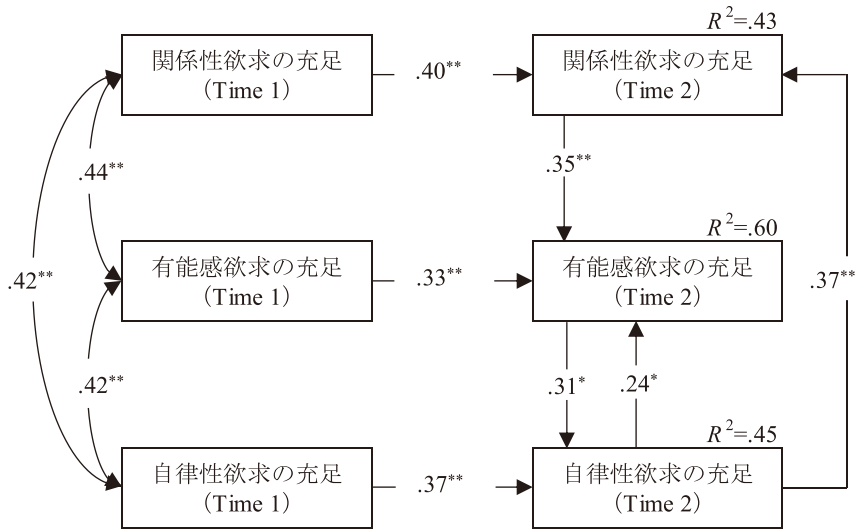 R²=.43
関係性欲求の充足
(Time 1)
.40**
関係性欲求の充足
(Time 2)
.44**
.35**
R²=.60
.42**
有能感欲求の充足
(Time 1)
.33**
有能感欲求の充足
(Time 2)
.37**
.42**
.31*
.24*
R²=.45
自律性欲求の充足
(Time 1)
.37**
自律性欲求の充足
(Time 2)